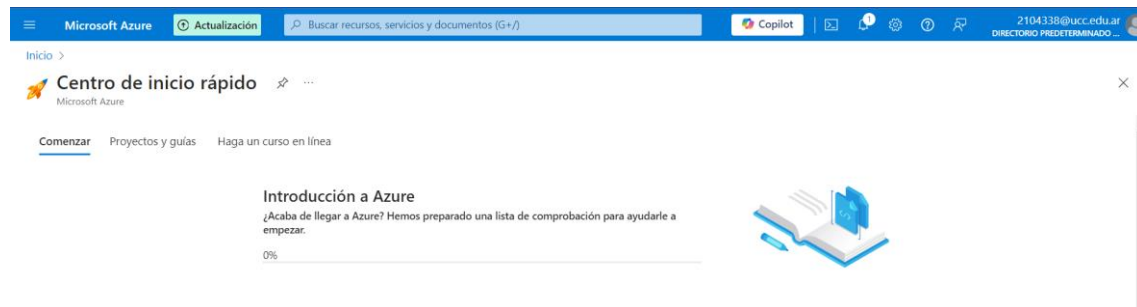 Microsoft Azure
Actualización
Buscar recursos, servicios y documentos (G+/)
Copilot
1
2104338@ucc.edu.ar
DIRECTORIO PREDETERMINADO ...
Inicio >
Centro de inicio rápido
Microsoft Azure
Comenzar Proyectos y guías Haga un curso en línea
Introducción a Azure
¿Acaba de llegar a Azure? Hemos preparado una lista de comprobación para ayudarle a
empezar.
0%